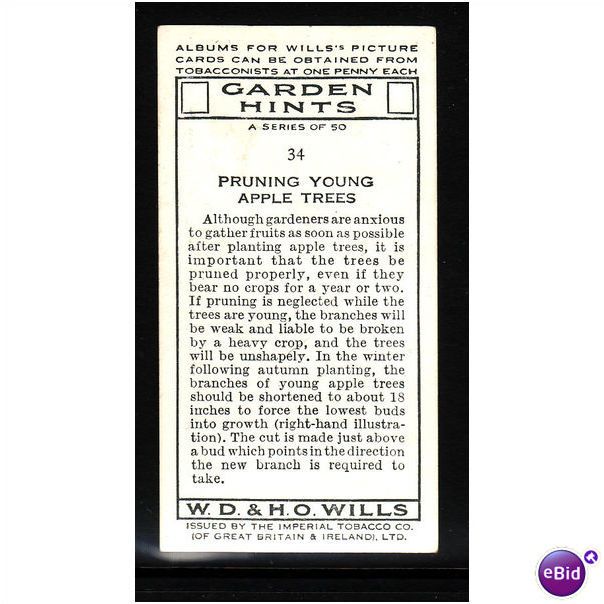 ALBUMS FOR WILLS'S PICTURE
CARDS CAN BE OBTAINED FROM
TOBACCONISTS AT ONE PENNY EACH
GARDEN
HINTS
A SERIES OF 50
34
PRUNING YOUNG
APPLE TREES
Although gardeners are anxious
to gather fruits as soon as possible
after planting apple trees, it is
important that the trees be
pruned properly, even if they
bear no crops for a year or two.
If pruning is neglected while the
trees are young, the branches will
be weak and liable to be broken
by a heavy crop, and the trees
will be unshapely. In the winter
following autumn planting, the
branches of young apple trees
should be shortened to about 18
inches to force the lowest buds
into growth (right-hand illustra-
tion). The cut is made just above
a bud which points in the direction
the new branch is required to
take.
W. D. & H. O. WILLS
ISSUED BY THE IMPERIAL TOBACCO CO.
(OF GREAT BRITAIN & IRELAND), LTD.
eBid